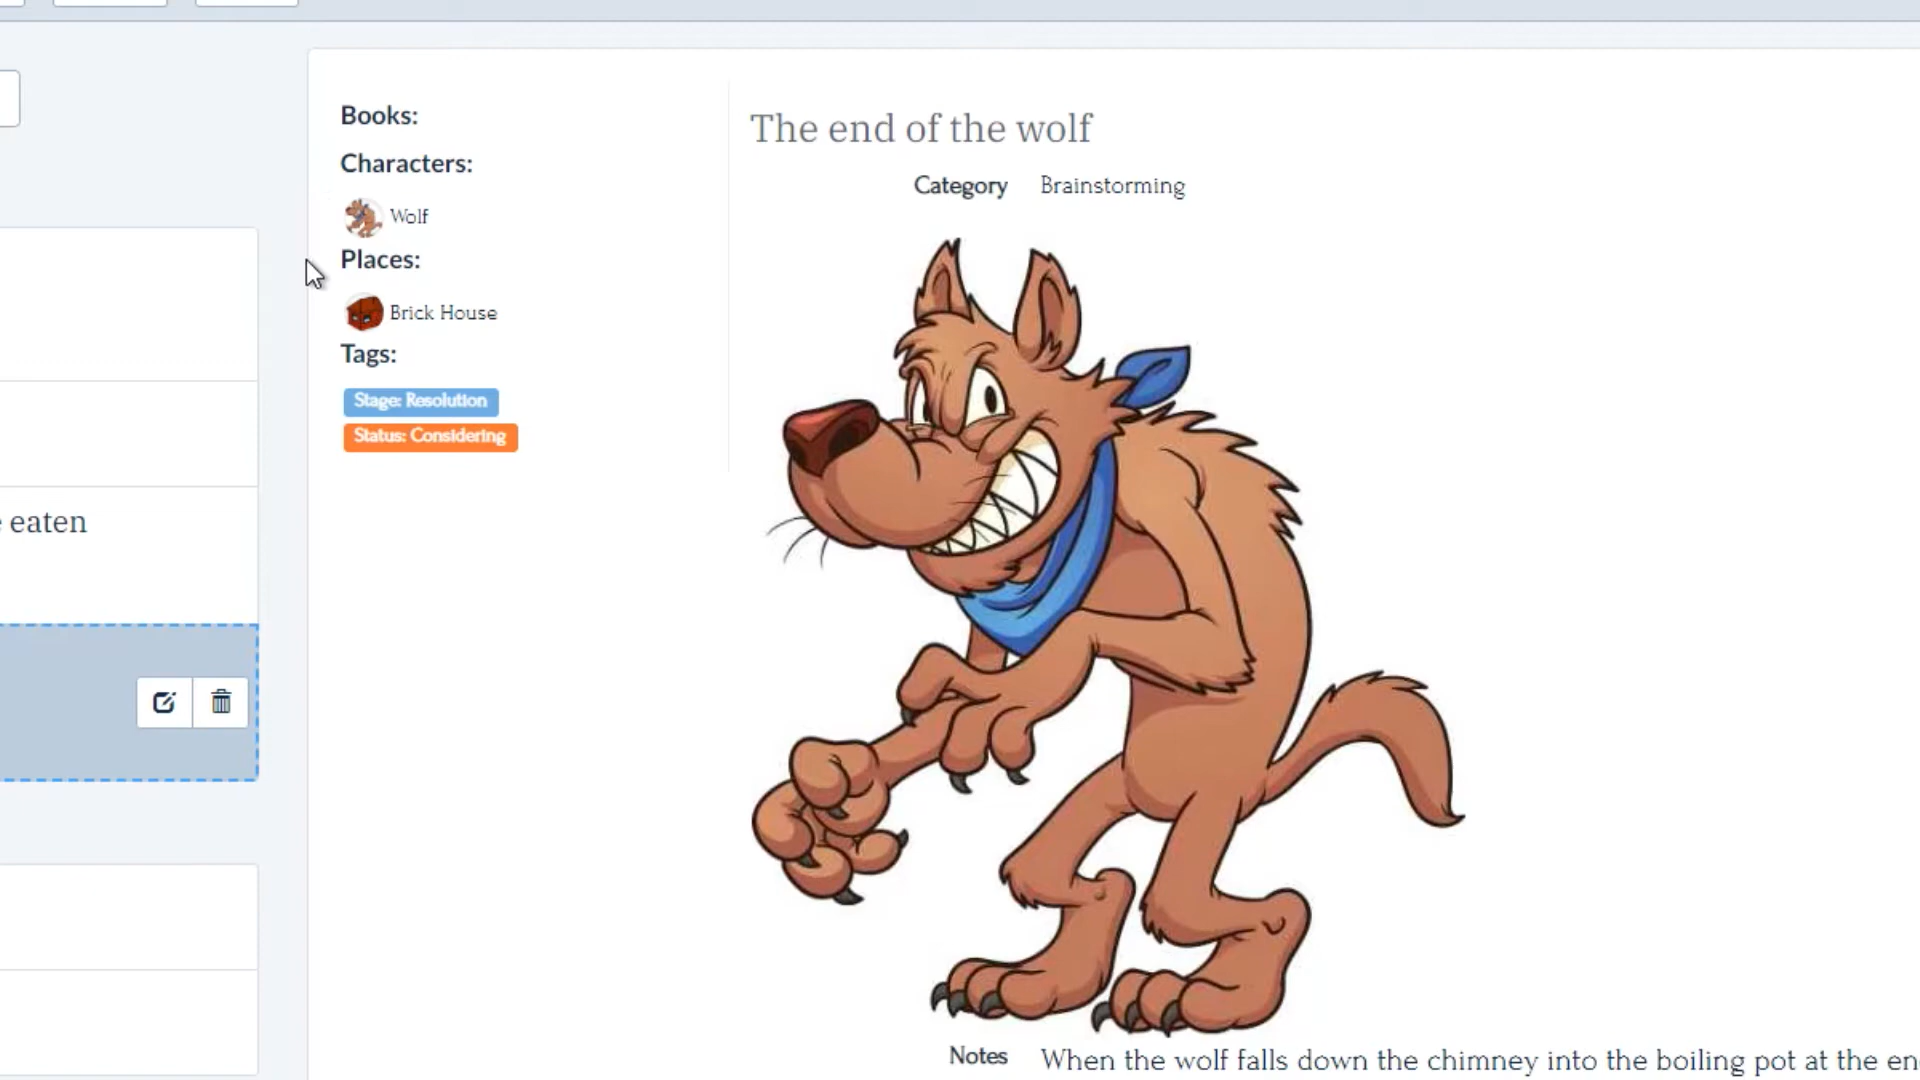 Books:
Characters:
Wolf
Places:
Brick House
Tags:
Stage: Resolution
Status: Considering
The end of the wolf
Category Brainstorming
eaten
Notes When the wolf falls down the chimney into the boiling pot at the